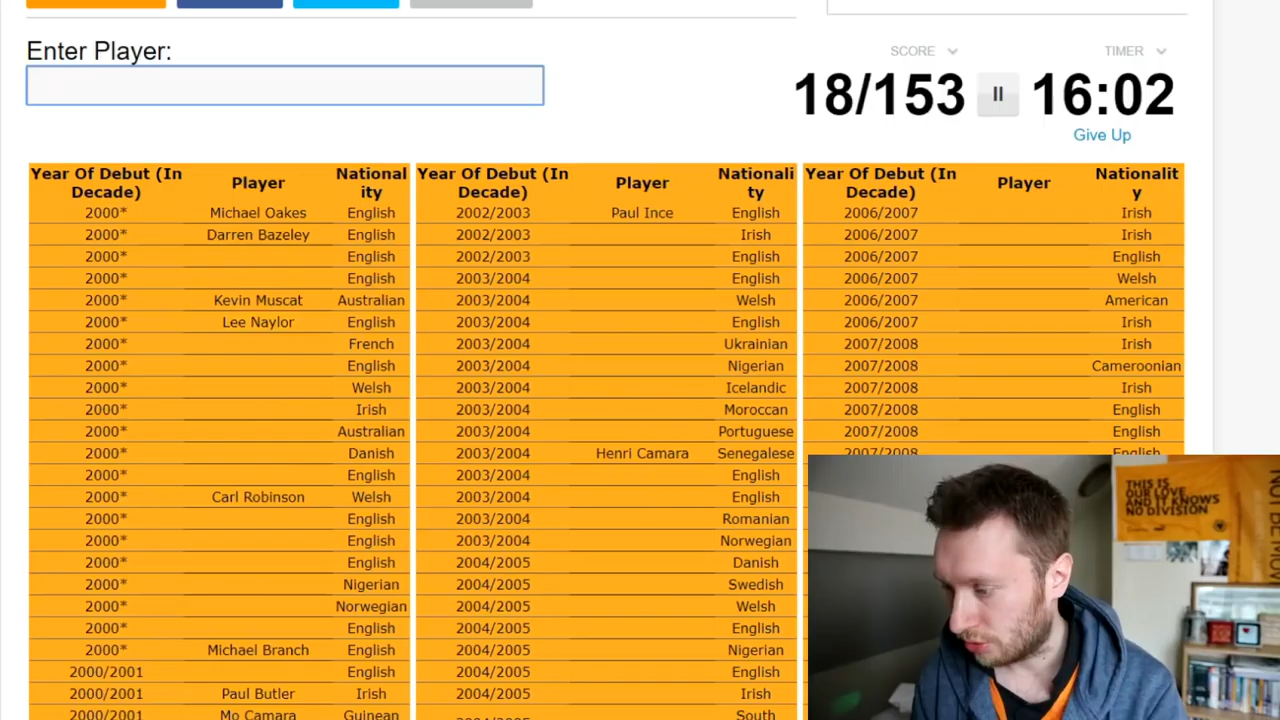 Enter Player:
SCORE
TIMER
18/153
16:02
Give Up
Year Of Debut (In Decade) Player Nationality
2000* Michael Oakes English
2000* Darren Bazeley English
2000* English
2000* English
2000* Kevin Muscat Australian
2000* Lee Naylor English
2000* French
2000* English
2000* Welsh
2000* Irish
2000* Australian
2000* Danish
2000* English
2000* Carl Robinson Welsh
2000* English
2000* English
2000* Nigerian
2000* Norwegian
2000* English
2000* Michael Branch English
2000/2001 English
2000/2001 Paul Butler Irish
2000/2001 Mo Camara Guinean
Year Of Debut (In Decade) Player Nationality
2002/2003 Paul Ince English
2002/2003 Irish
2002/2003 English
2003/2004 English
2003/2004 Welsh
2003/2004 English
2003/2004 Ukrainian
2003/2004 Nigerian
2003/2004 Icelandic
2003/2004 Moroccan
2003/2004 Portuguese
2003/2004 Henri Camara Senegalese
2003/2004 English
2003/2004 English
2003/2004 Romanian
2003/2004 Norwegian
2004/2005 Danish
2004/2005 Swedish
2004/2005 Welsh
2004/2005 English
2004/2005 Nigerian
2004/2005 English
2004/2005 Irish
2004/2005 South
Year Of Debut (In Decade) Player Nationality
2006/2007 Irish
2006/2007 Irish
2006/2007 English
2006/2007 Welsh
2006/2007 American
2006/2007 Irish
2007/2008 Irish
2007/2008 Cameroonian
2007/2008 Irish
2007/2008 English
2007/2008 English
2007/2008 English
THIS IS
OUR LOVE
AND IT KNOWS
NO DIVISION